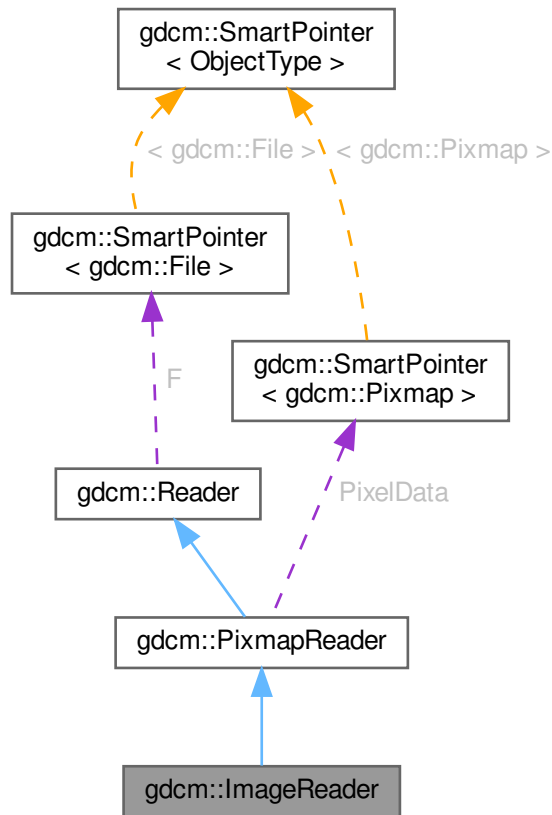 gdcm::SmartPointer
< ObjectType >
< gdcm::File >
< gdcm::Pixmap >
gdcm::SmartPointer
< gdcm::File >
gdcm::SmartPointer
< gdcm::Pixmap >
F
gdcm::Reader
PixelData
gdcm::PixmapReader
gdcm::ImageReader